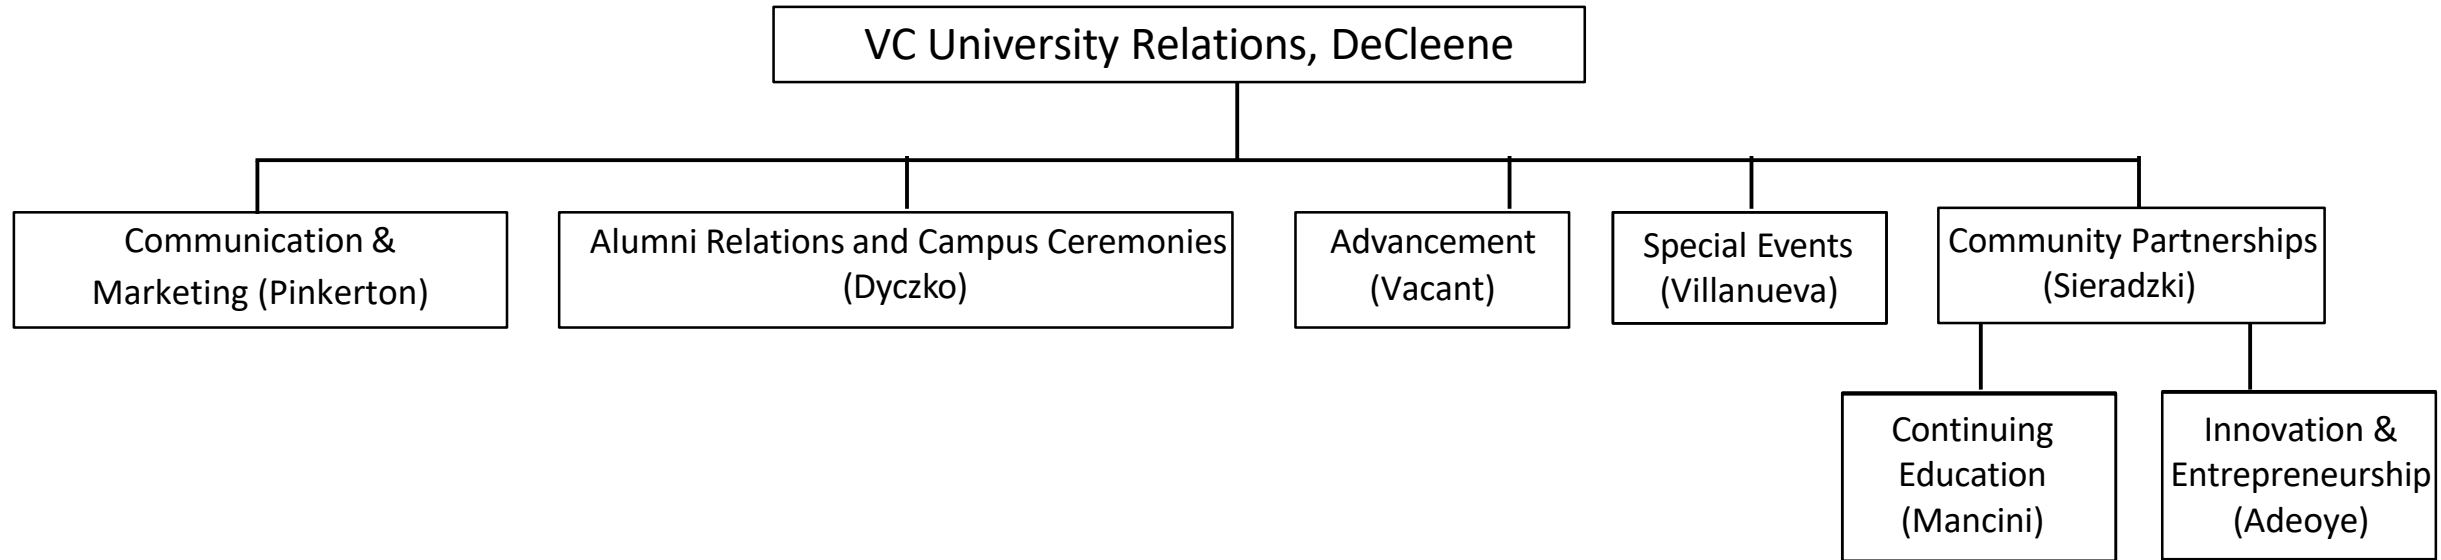 VC University Relations, DeCleene
Communication &
Marketing (Pinkerton)
Alumni Relations and Campus Ceremonies
(Dyczko)
Advancement
(Vacant)
Special Events
(Villanueva)
Community Partnerships
(Sieradzki)
Continuing
Education
(Mancini)
Innovation &
Entrepreneurship
(Adeoye)